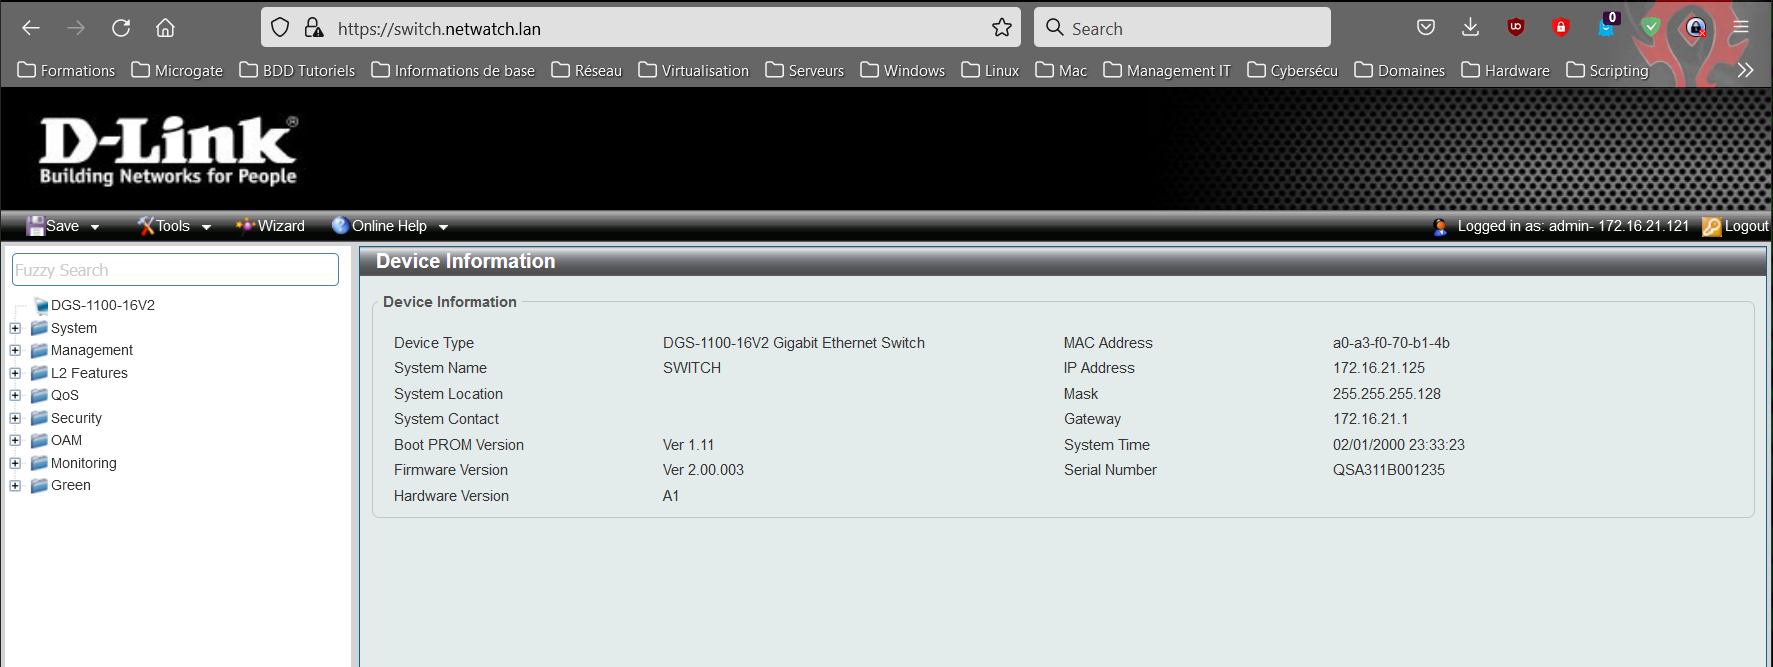 https://switch.netwatch.lan
Search
0
Formations Microgate BDD Tutoriels Informations de base Réseau Virtualisation Serveurs Windows Linux Mac Management IT Cybersécu Domaines Hardware Scripting
D-Link®
Building Networks for People
Save Tools Wizard Online Help Logged in as: admin- 172.16.21.121 Logout
Fuzzy Search
DGS-1100-16V2
System
Management
L2 Features
QoS
Security
OAM
Monitoring
Green
Device Information
Device Information
Device Type DGS-1100-16V2 Gigabit Ethernet Switch MAC Address a0-a3-f0-70-b1-4b
System Name SWITCH IP Address 172.16.21.125
System Location Mask 255.255.255.128
System Contact Gateway 172.16.21.1
Boot PROM Version Ver 1.11 System Time 02/01/2000 23:33:23
Firmware Version Ver 2.00.003 Serial Number QSA311B001235
Hardware Version A1